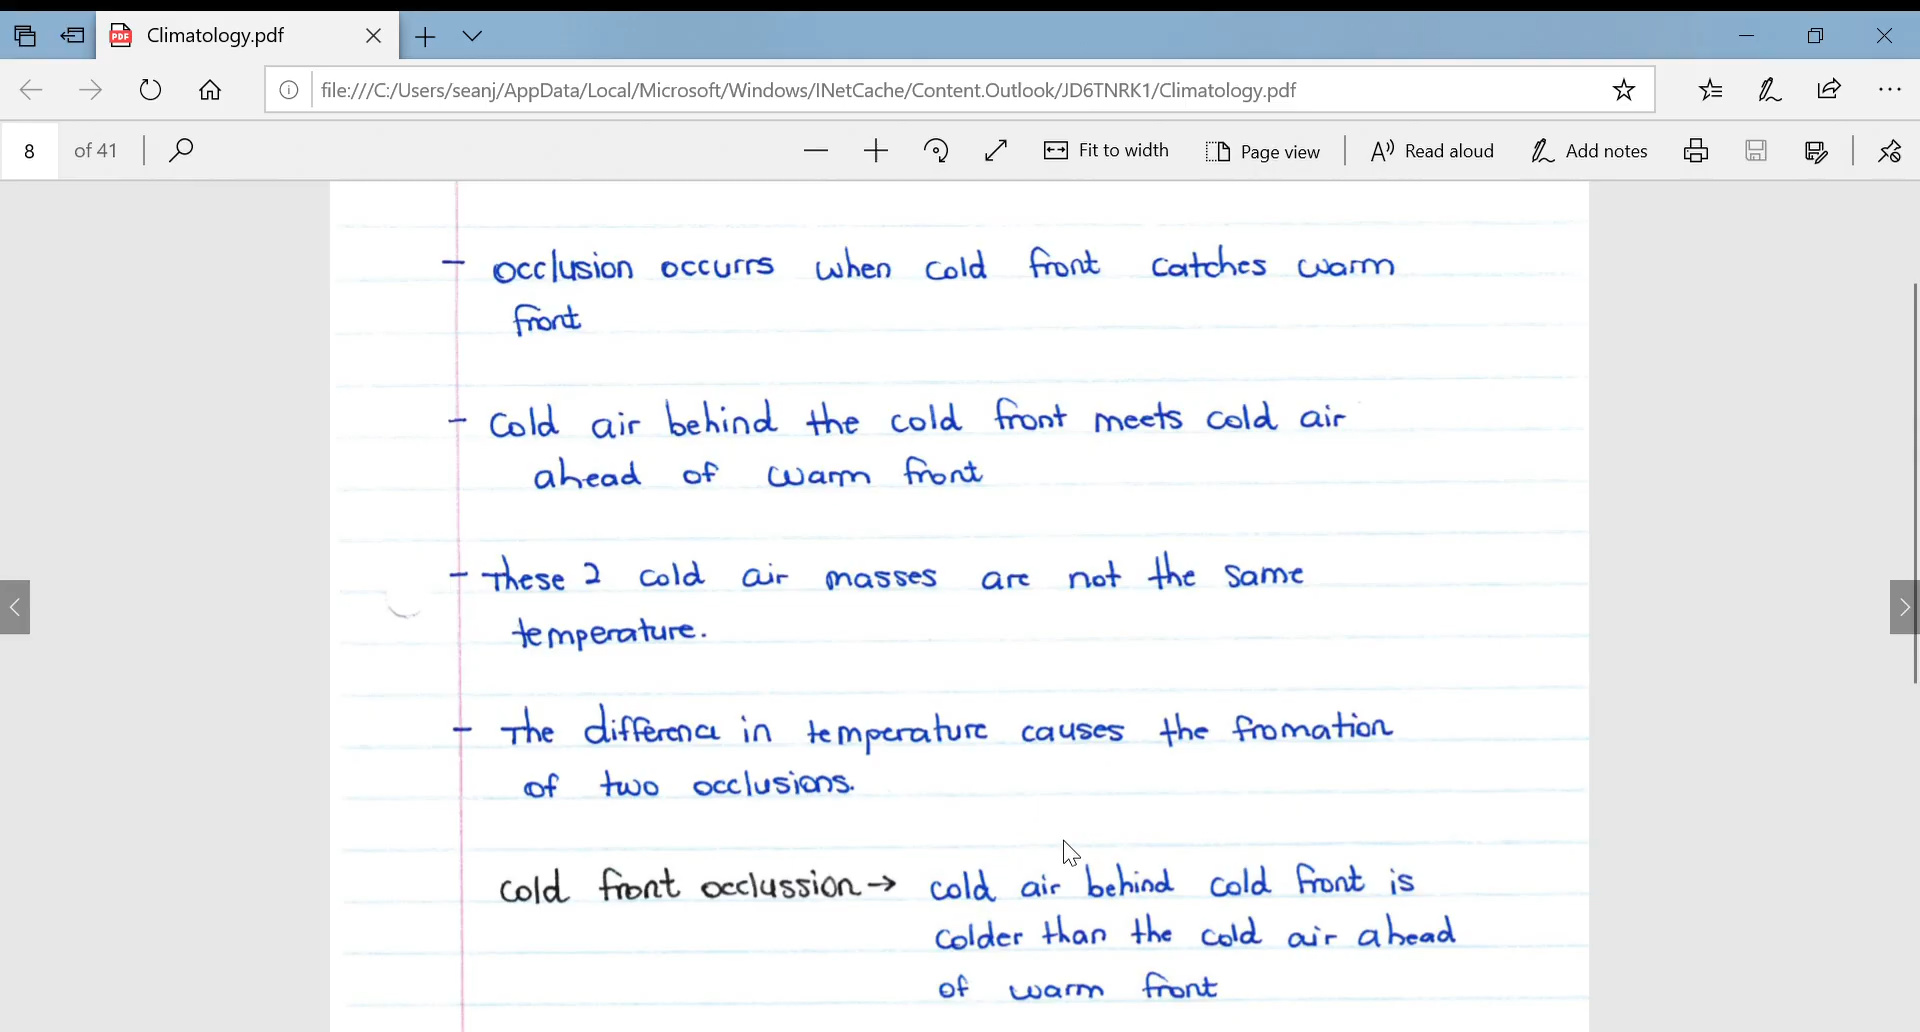 Climatology.pdf
file:///C:/Users/seanj/AppData/Local/Microsoft/Windows/INetCache/Content.Outlook/JD6TNRK1/Climatology.pdf
8 of 41 Fit to width Page view Read aloud Add notes
- occlusion occurrs when cold front catches warm
front
- cold air behind the cold front meets cold air
ahead of warm front
- These 2 cold air masses are not the same
temperature.
- The difference in temperature causes the fromation
of two occlusions.
cold front occlussion → cold air behind cold front is
colder than the cold air ahead
of warm front